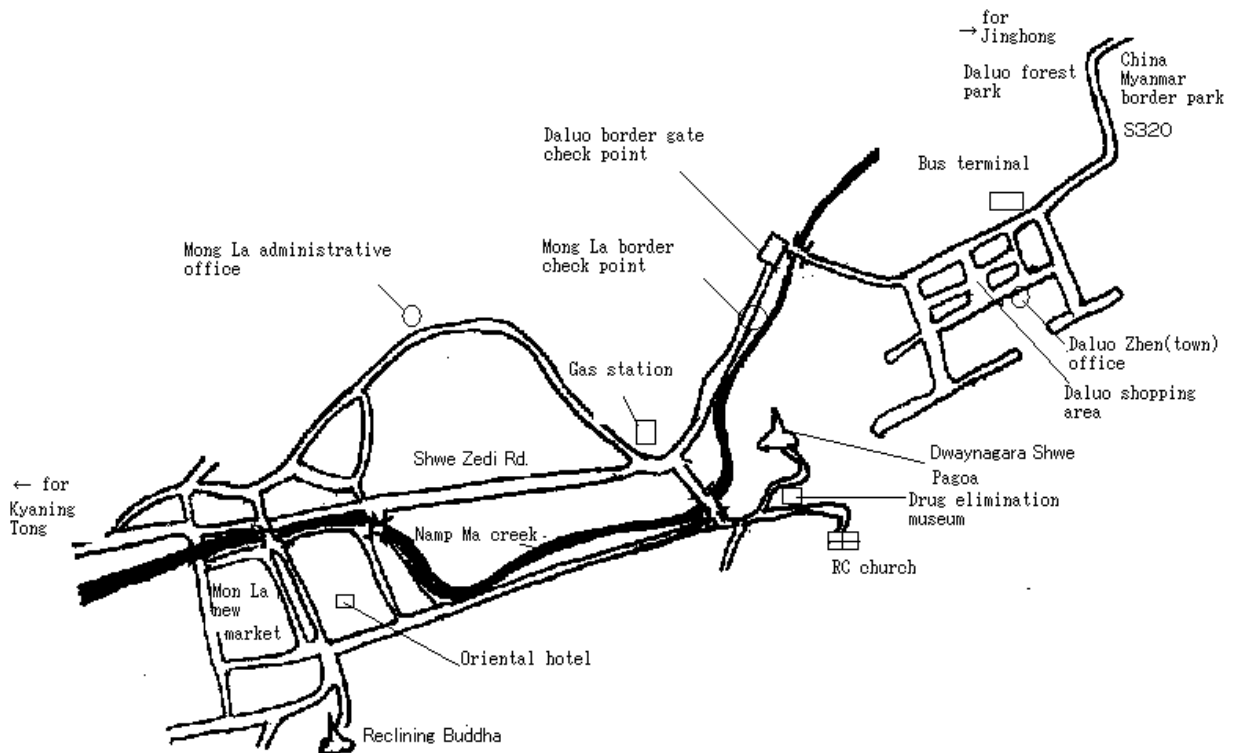 for
→ Jinghong
Daluo forest
park
China
Myanmar
border park
S320
Daluo border gate
check point
Bus terminal
Mong La administrative
office
Mong La border
check point
Daluo Zhen(town)
office
Gas station
Daluo shopping
area
Shwe Zedi Rd.
Dwaynagara Shwe
Pagoa
← for
Kyaning
Tong
Drug elimination
museum
Namp Ma creek
RC church
Mon La
new
market
Oriental hotel
Reclining Buddha